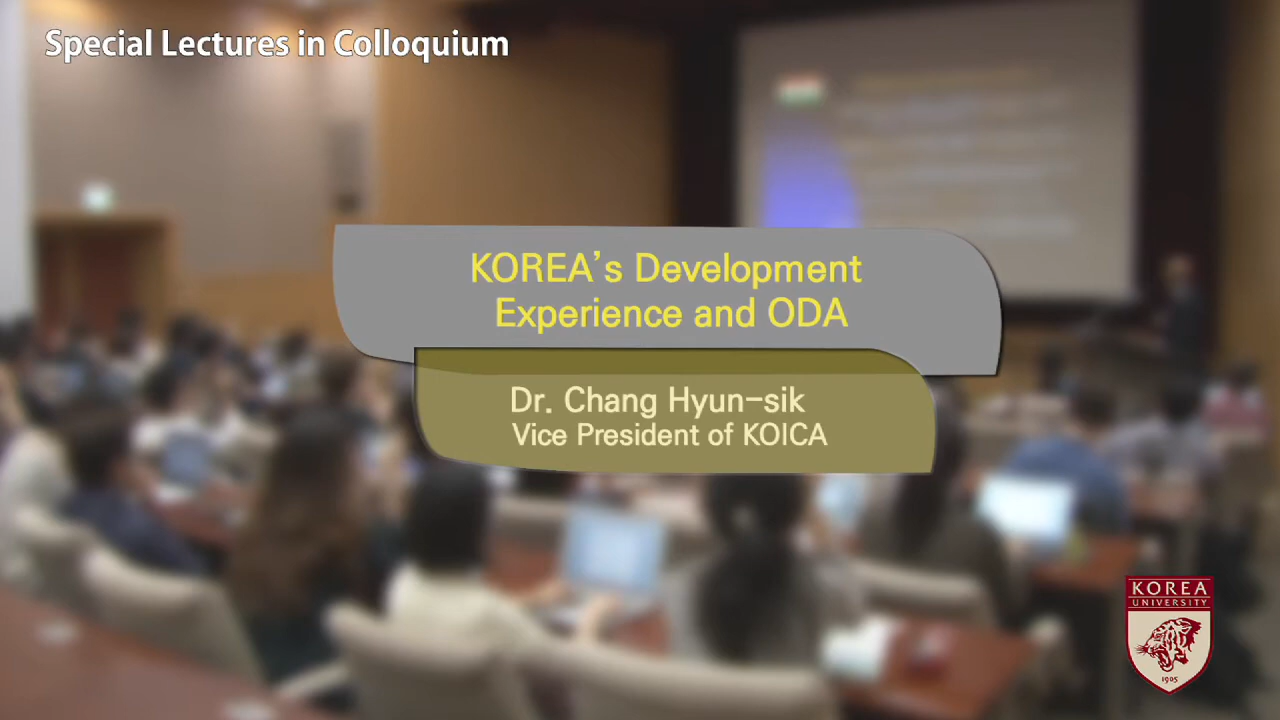 Special Lectures in Colloquium
KOREA's Development
Experience and ODA
Dr. Chang Hyun-sik
Vice President of KOICA
KOREA
UNIVERSITY
1905